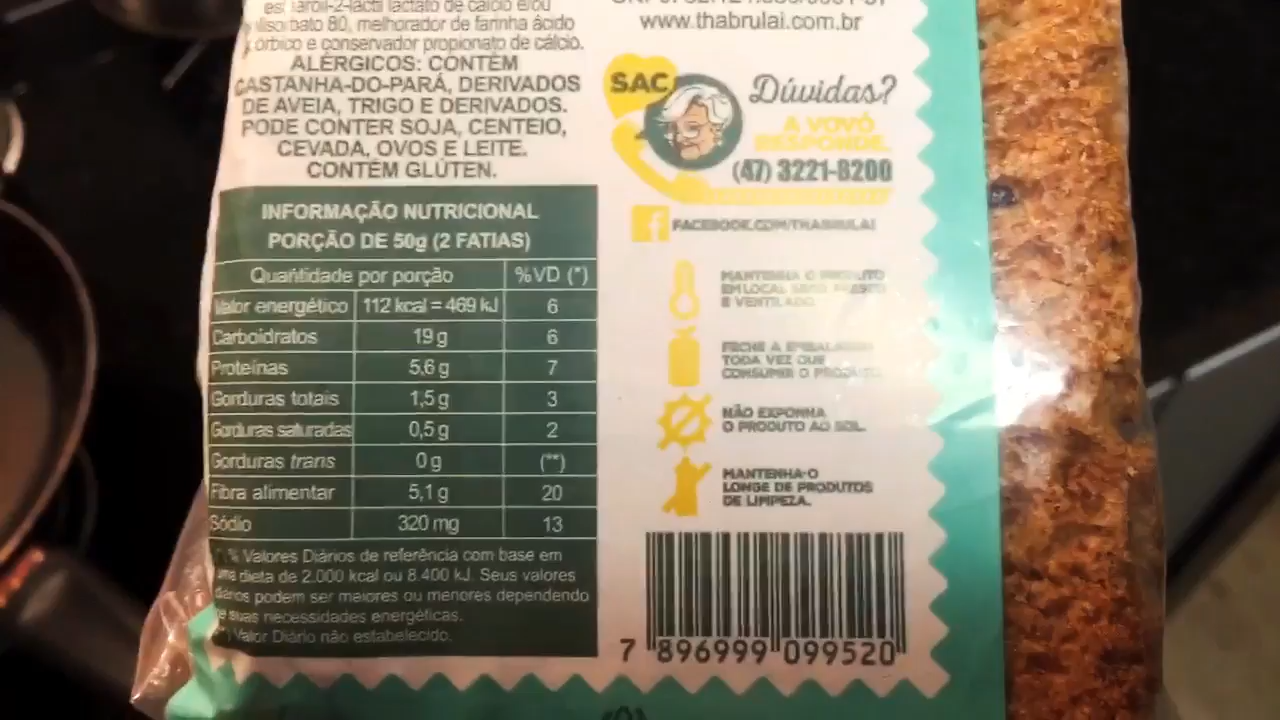 lactato de cálcio e/ou
80, melhorador de farinha ácido
e conservador propionato de cálcio.
ALÉRGICOS: CONTÉM
CASTANHA-DO-PARÁ, DERIVADOS
DE AVEIA, TRIGO E DERIVADOS.
PODE CONTER SOJA, CENTEIO,
CEVADA, OVOS E LEITE.
CONTÉM GLÚTEN.
INFORMAÇÃO NUTRICIONAL
PORÇÃO DE 50g (2 FATIAS)
Quantidade por porção %VD (*)
Valor energético 112 kcal = 469 kJ 6
Carboidratos 19 g 6
Proteínas 5,6 g 7
Gorduras totais 1,5 g 3
Gorduras saturadas 0,5 g 2
Gorduras trans 0 g (**)
Fibra alimentar 5,1 g 20
Sódio 320 mg 13
% Valores Diários de referência com base em
uma dieta de 2.000 kcal ou 8.400 kJ. Seus valores
diários podem ser maiores ou menores dependendo
de suas necessidades energéticas.
Valor Diário não estabelecido.
www.thabrulai.com.br
SAC
Dúvidas?
A VOVÓ
RESPONDE.
(47) 3221-8200
FACEBOOK.COM/THABRULAI
MANTENHA O PRODUTO
EM LOCAL SECO, FRESCO
E VENTILADO
FECHE A EMBALAGEM
TODA VEZ QUE
CONSUMIR O PRODUTO
NÃO EXPONHA
O PRODUTO AO SOL.
MANTENHA-O
LONGE DE PRODUTOS
DE LIMPEZA.
7 896999 099520